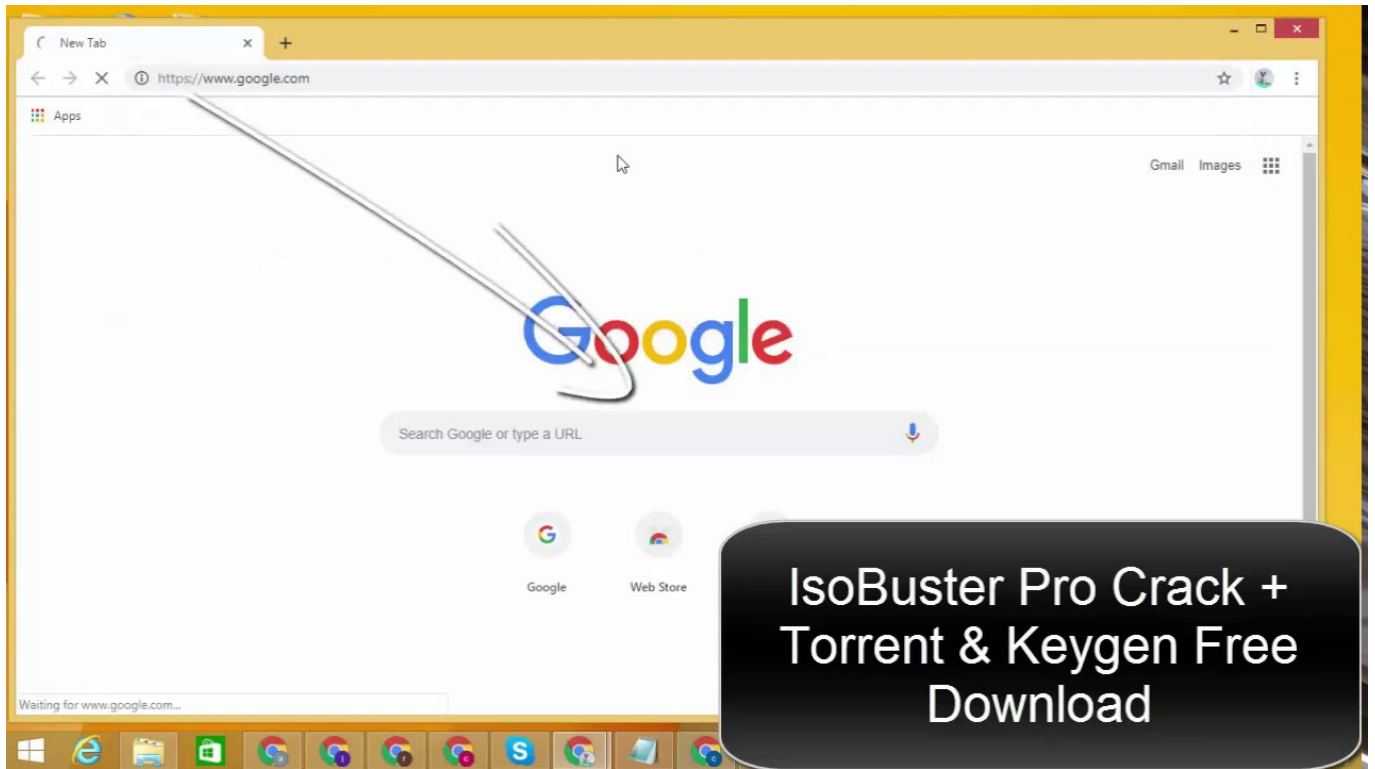 New Tab
https://www.google.com
Apps
Gmail Images
Google
Search Google or type a URL
Google Web Store
IsoBuster Pro Crack +
Torrent & Keygen Free
Download
Waiting for www.google.com...